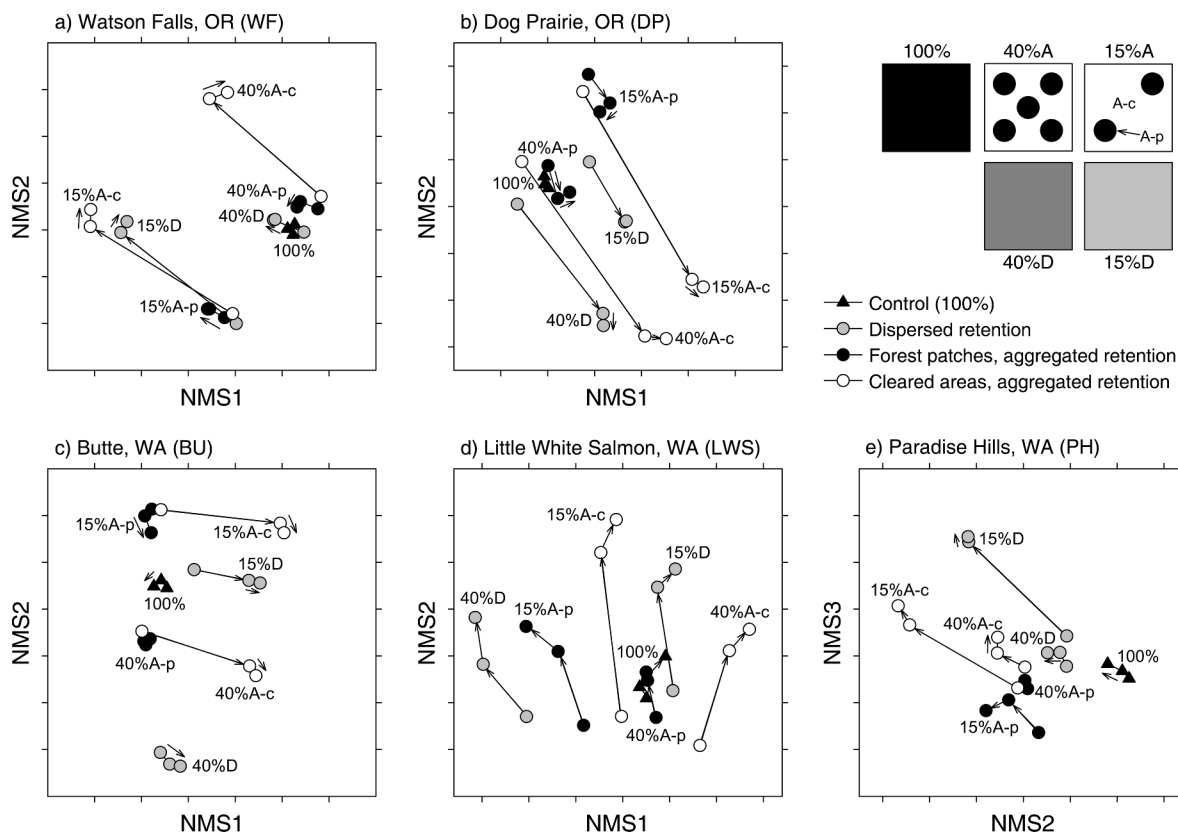 a) Watson Falls, OR (WF)
40%A-c
15%A-c
15%D
40%A-p
40%D
100%
15%A-p
NMS2
NMS1
b) Dog Prairie, OR (DP)
15%A-p
40%A-p
100%
15%D
15%A-c
40%D
40%A-c
NMS2
NMS1
100%
40%A
15%A
A-c
A-p
40%D
15%D
Control (100%)
Dispersed retention
Forest patches, aggregated retention
Cleared areas, aggregated retention
c) Butte, WA (BU)
15%A-p
15%A-c
15%D
100%
40%A-p
40%A-c
40%D
NMS2
NMS1
d) Little White Salmon, WA (LWS)
15%A-c
15%D
40%D
15%A-p
40%A-c
100%
40%A-p
NMS2
NMS1
e) Paradise Hills, WA (PH)
15%D
15%A-c
40%A-c
40%D
100%
40%A-p
15%A-p
NMS3
NMS2